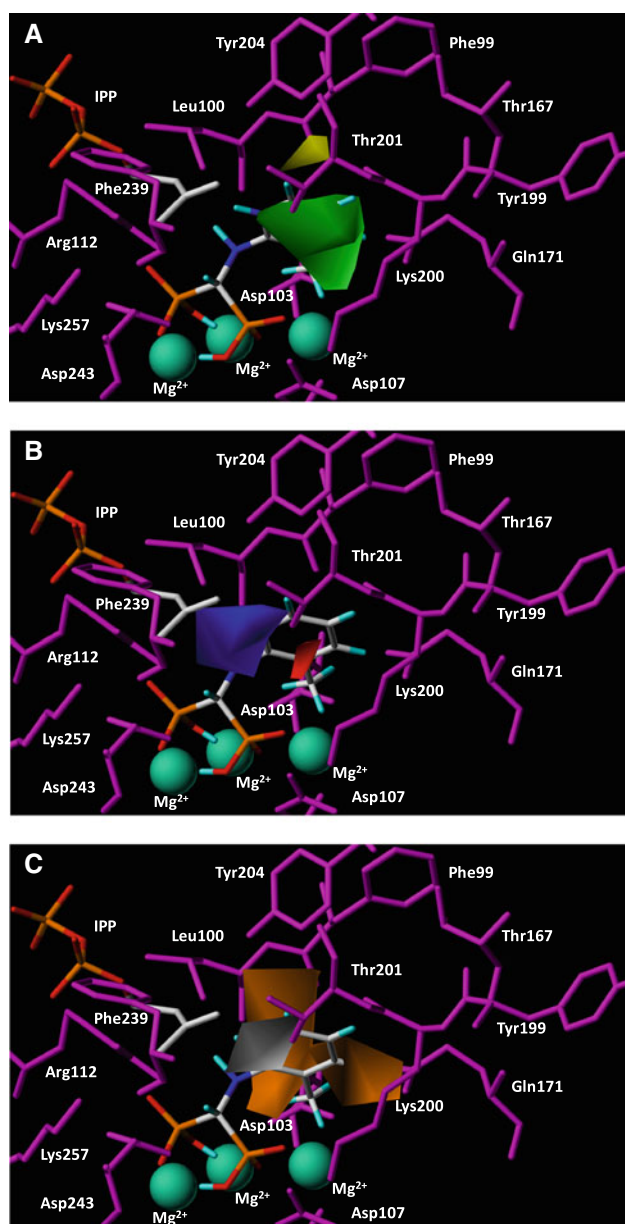 A
Tyr204
Phe99
IPP
Leu100
Thr167
Thr201
Phe239
Tyr199
Arg112
Gln171
Asp103
Lys200
Lys257
Asp243
Mg2+
Mg2+
Mg2+
Asp107
B
Tyr204
Phe99
IPP
Leu100
Thr167
Thr201
Phe239
Tyr199
Arg112
Gln171
Lys200
Asp103
Lys257
Asp243
Mg2+
Mg2+
Mg2+
Asp107
C
Tyr204
Phe99
IPP
Leu100
Thr167
Thr201
Phe239
Tyr199
Arg112
Gln171
Lys200
Asp103
Lys257
Asp243
Mg2+
Mg2+
Mg2+
Asp107